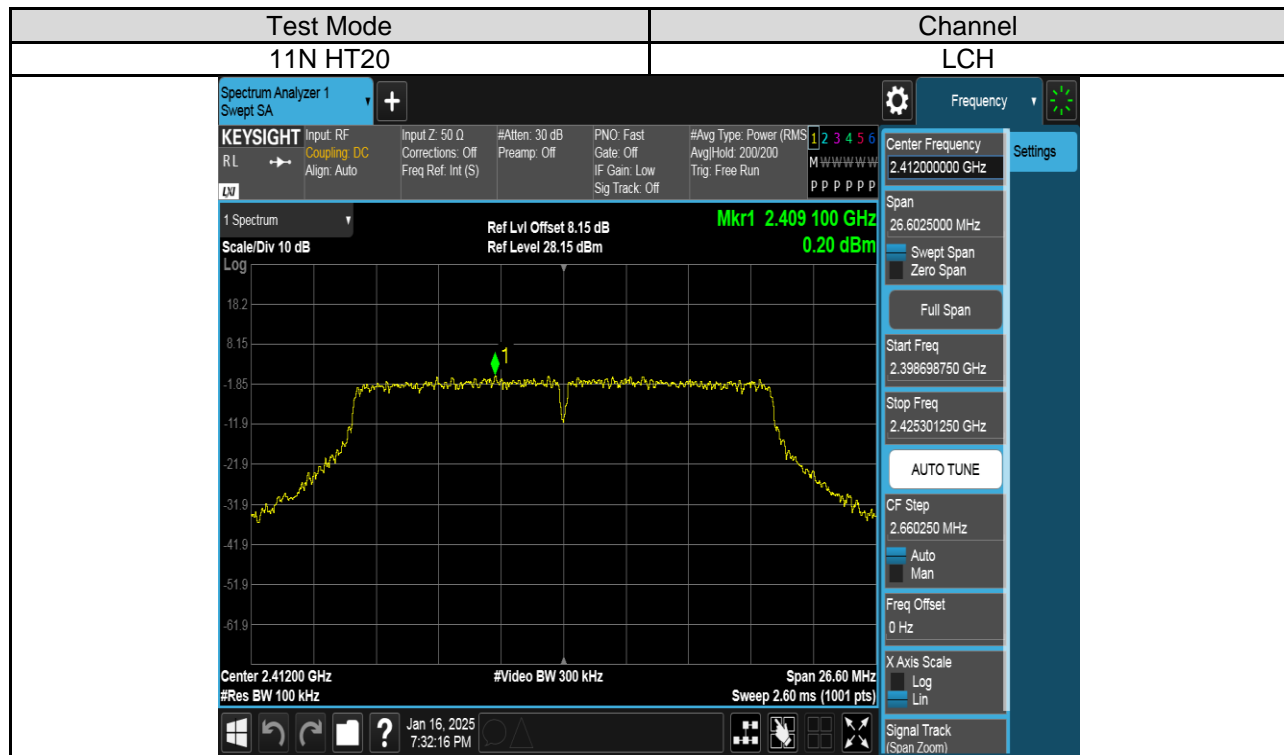 Test Mode Channel
11N HT20 LCH
Spectrum Analyzer 1
Swept SA
Frequency
KEYSIGHT Input: RF Input Z: 50 Ω #Atten: 30 dB PNO: Fast #Avg Type: Power (RMS 1 2 3 4 5 6
RL Coupling: DC Corrections: Off Preamp: Off Gate: Off Avg|Hold: 200/200 M W W W W W
Align: Auto Freq Ref: Int (S) IF Gain: Low Trig: Free Run
LXI Sig Track: Off P P P P P P
1 Spectrum Ref Lvl Offset 8.15 dB Mkr1 2.409 100 GHz
Scale/Div 10 dB Ref Level 28.15 dBm 0.20 dBm
Log
18.2
8.15
1
-1.85
-11.9
-21.9
-31.9
-41.9
-51.9
-61.9
Center 2.41200 GHz #Video BW 300 kHz Span 26.60 MHz
#Res BW 100 kHz Sweep 2.60 ms (1001 pts)
? Jan 16, 2025
7:32:16 PM
Center Frequency Settings
2.412000000 GHz
Span
26.6025000 MHz
Swept Span
Zero Span
Full Span
Start Freq
2.398698750 GHz
Stop Freq
2.425301250 GHz
AUTO TUNE
CF Step
2.660250 MHz
Auto
Man
Freq Offset
0 Hz
X Axis Scale
Log
Lin
Signal Track
(Span Zoom)